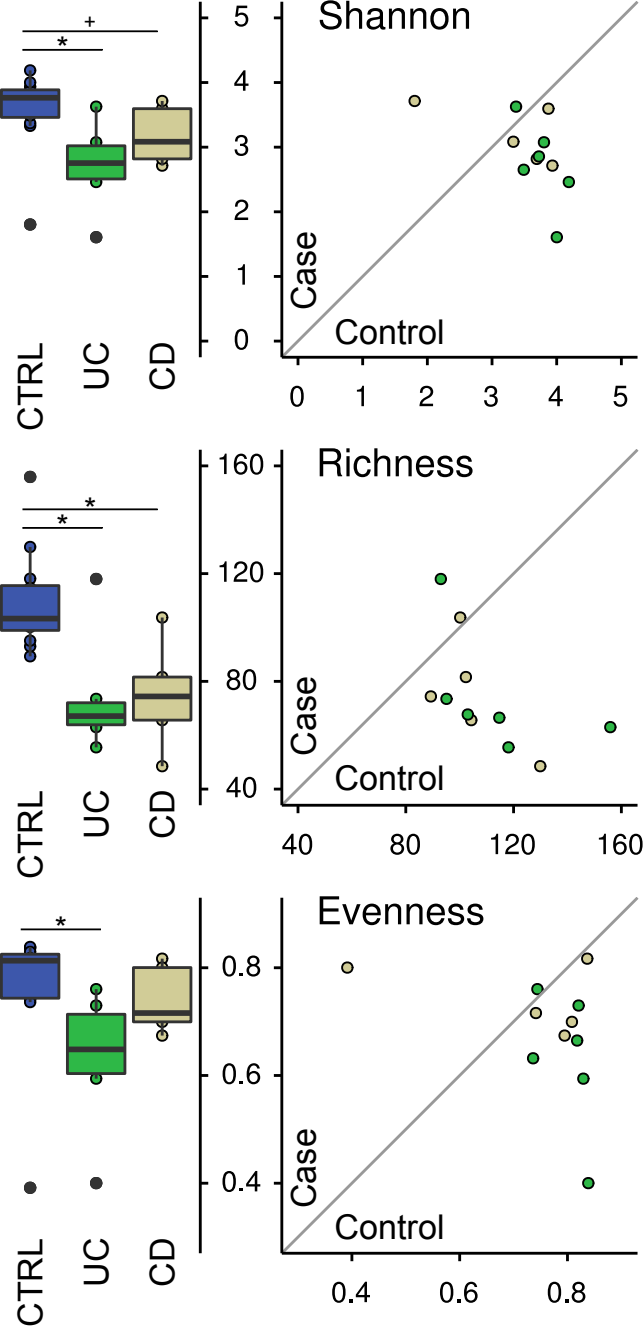 Shannon
+
*
5
4
3
2
1
0
Case
Control
CTRL
UC
CD
0 1 2 3 4 5
Richness
*
*
160
120
80
40
Case
Control
CTRL
UC
CD
40 80 120 160
Evenness
*
0.8
0.6
0.4
Case
Control
CTRL
UC
CD
0.4 0.6 0.8